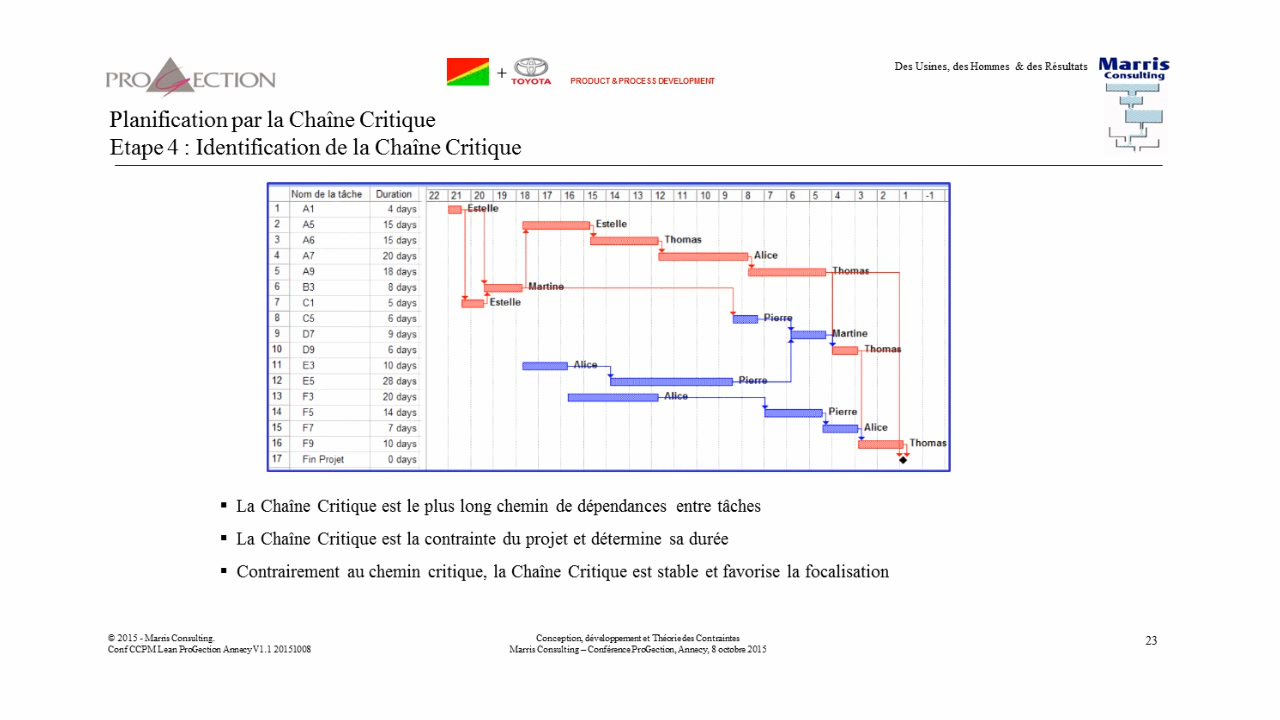 PROGECTION
+
TOYOTA
PRODUCT & PROCESS DEVELOPMENT
Des Usines, des Hommes & des Résultats
Marris
Consulting
Planification par la Chaîne Critique
Etape 4 : Identification de la Chaîne Critique
Nom de la tâche Duration 22 21 20 19 18 17 16 15 14 13 12 11 10 9 8 7 6 5 4 3 2 1 -1
1 A1 4 days Estelle
2 A5 15 days Estelle
3 A6 15 days Thomas
4 A7 20 days Alice
5 A9 18 days Thomas
6 B3 8 days Martine
7 C1 5 days Estelle
8 C5 6 days Pierre
9 D7 9 days Martine
10 D9 6 days Thomas
11 E3 10 days Alice
12 E5 28 days Pierre
13 F3 20 days Alice
14 F5 14 days Pierre
15 F7 7 days Alice
16 F9 10 days Thomas
17 Fin Projet 0 days
▪ La Chaîne Critique est le plus long chemin de dépendances entre tâches
▪ La Chaîne Critique est la contrainte du projet et détermine sa durée
▪ Contrairement au chemin critique, la Chaîne Critique est stable et favorise la focalisation
© 2015 - Marris Consulting.
Conf CCPM Lean ProGection Annecy V1.1 20151008
Conception, développement et Théorie des Contraintes
Marris Consulting – Conférence ProGection, Annecy, 8 octobre 2015
23